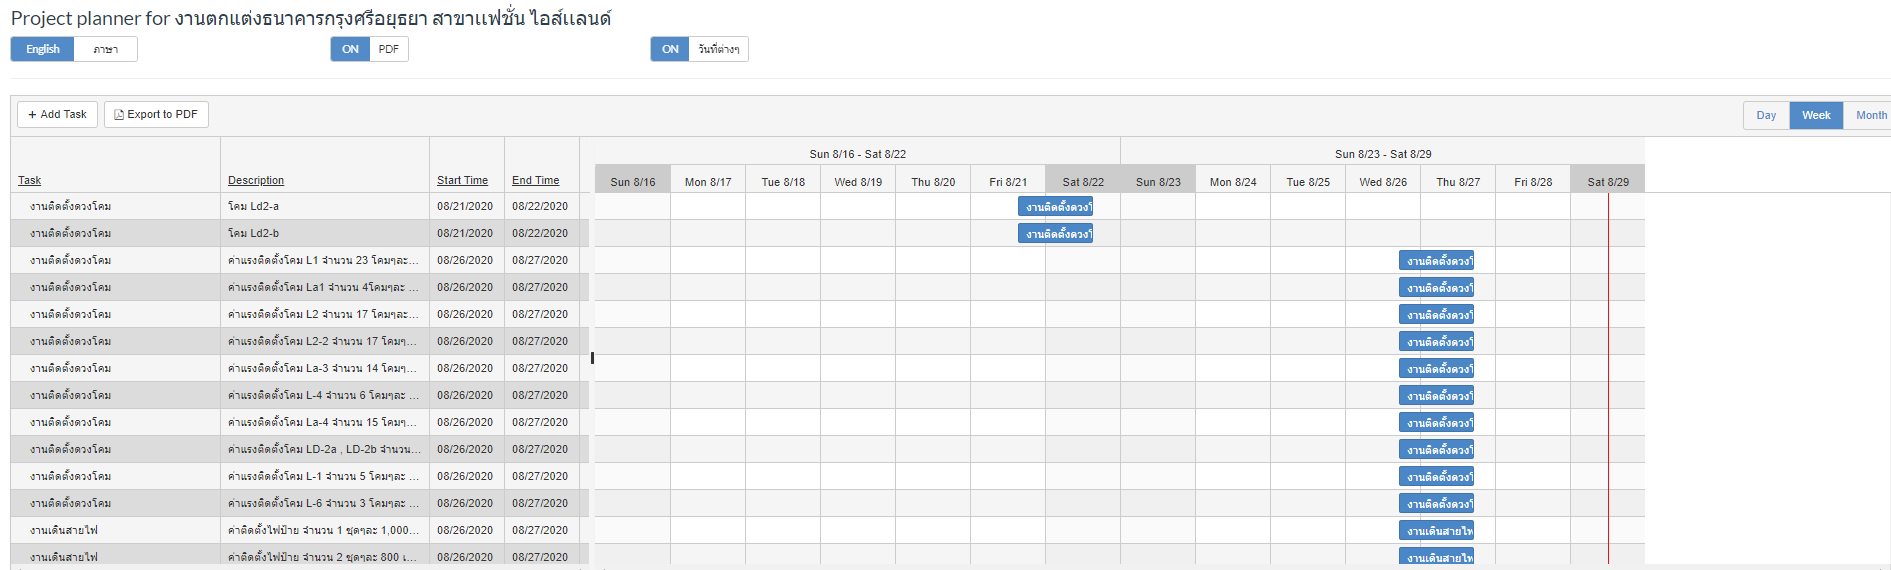 Project planner for งานตกแต่งธนาคารกรุงศรีอยุธยา สาขาแฟชั่น ไอส์แลนด์
English ภาษา ON PDF ON วันที่ต่างๆ
+ Add Task Export to PDF Day Week Month
Sun 8/16 - Sat 8/22 Sun 8/23 - Sat 8/29
Task Description Start Time End Time Sun 8/16 Mon 8/17 Tue 8/18 Wed 8/19 Thu 8/20 Fri 8/21 Sat 8/22 Sun 8/23 Mon 8/24 Tue 8/25 Wed 8/26 Thu 8/27 Fri 8/28 Sat 8/29
งานติดตั้งดวงโคม โคม Ld2-a 08/21/2020 08/22/2020 งานติดตั้งดวงโ
งานติดตั้งดวงโคม โคม Ld2-b 08/21/2020 08/22/2020 งานติดตั้งดวงโ
งานติดตั้งดวงโคม ค่าแรงติดตั้งโคม L1 จำนวน 23 โคมๆละ... 08/26/2020 08/27/2020 งานติดตั้งดวงโ
งานติดตั้งดวงโคม ค่าแรงติดตั้งโคม La1 จำนวน 4โคมๆละ ... 08/26/2020 08/27/2020 งานติดตั้งดวงโ
งานติดตั้งดวงโคม ค่าแรงติดตั้งโคม L2 จำนวน 17 โคมๆละ... 08/26/2020 08/27/2020 งานติดตั้งดวงโ
งานติดตั้งดวงโคม ค่าแรงติดตั้งโคม L2-2 จำนวน 17 โคมๆ... 08/26/2020 08/27/2020 งานติดตั้งดวงโ
งานติดตั้งดวงโคม ค่าแรงติดตั้งโคม La-3 จำนวน 14 โคมๆ... 08/26/2020 08/27/2020 งานติดตั้งดวงโ
งานติดตั้งดวงโคม ค่าแรงติดตั้งโคม L-4 จำนวน 6 โคมๆละ ... 08/26/2020 08/27/2020 งานติดตั้งดวงโ
งานติดตั้งดวงโคม ค่าแรงติดตั้งโคม La-4 จำนวน 15 โคมๆ... 08/26/2020 08/27/2020 งานติดตั้งดวงโ
งานติดตั้งดวงโคม ค่าแรงติดตั้งโคม LD-2a , LD-2b จำนวน... 08/26/2020 08/27/2020 งานติดตั้งดวงโ
งานติดตั้งดวงโคม ค่าแรงติดตั้งโคม L-1 จำนวน 5 โคมๆละ ... 08/26/2020 08/27/2020 งานติดตั้งดวงโ
งานติดตั้งดวงโคม ค่าแรงติดตั้งโคม L-6 จำนวน 3 โคมๆละ ... 08/26/2020 08/27/2020 งานติดตั้งดวงโ
งานเดินสายไฟ ค่าติดตั้งไฟป้าย จำนวน 1 ชุดๆละ 1,000... 08/26/2020 08/27/2020 งานเดินสายไฟ
งานเดินสายไฟ ค่าติดตั้งไฟป้าย จำนวน 2 ชุดๆละ 800 เ... 08/26/2020 08/27/2020 งานเดินสายไฟ